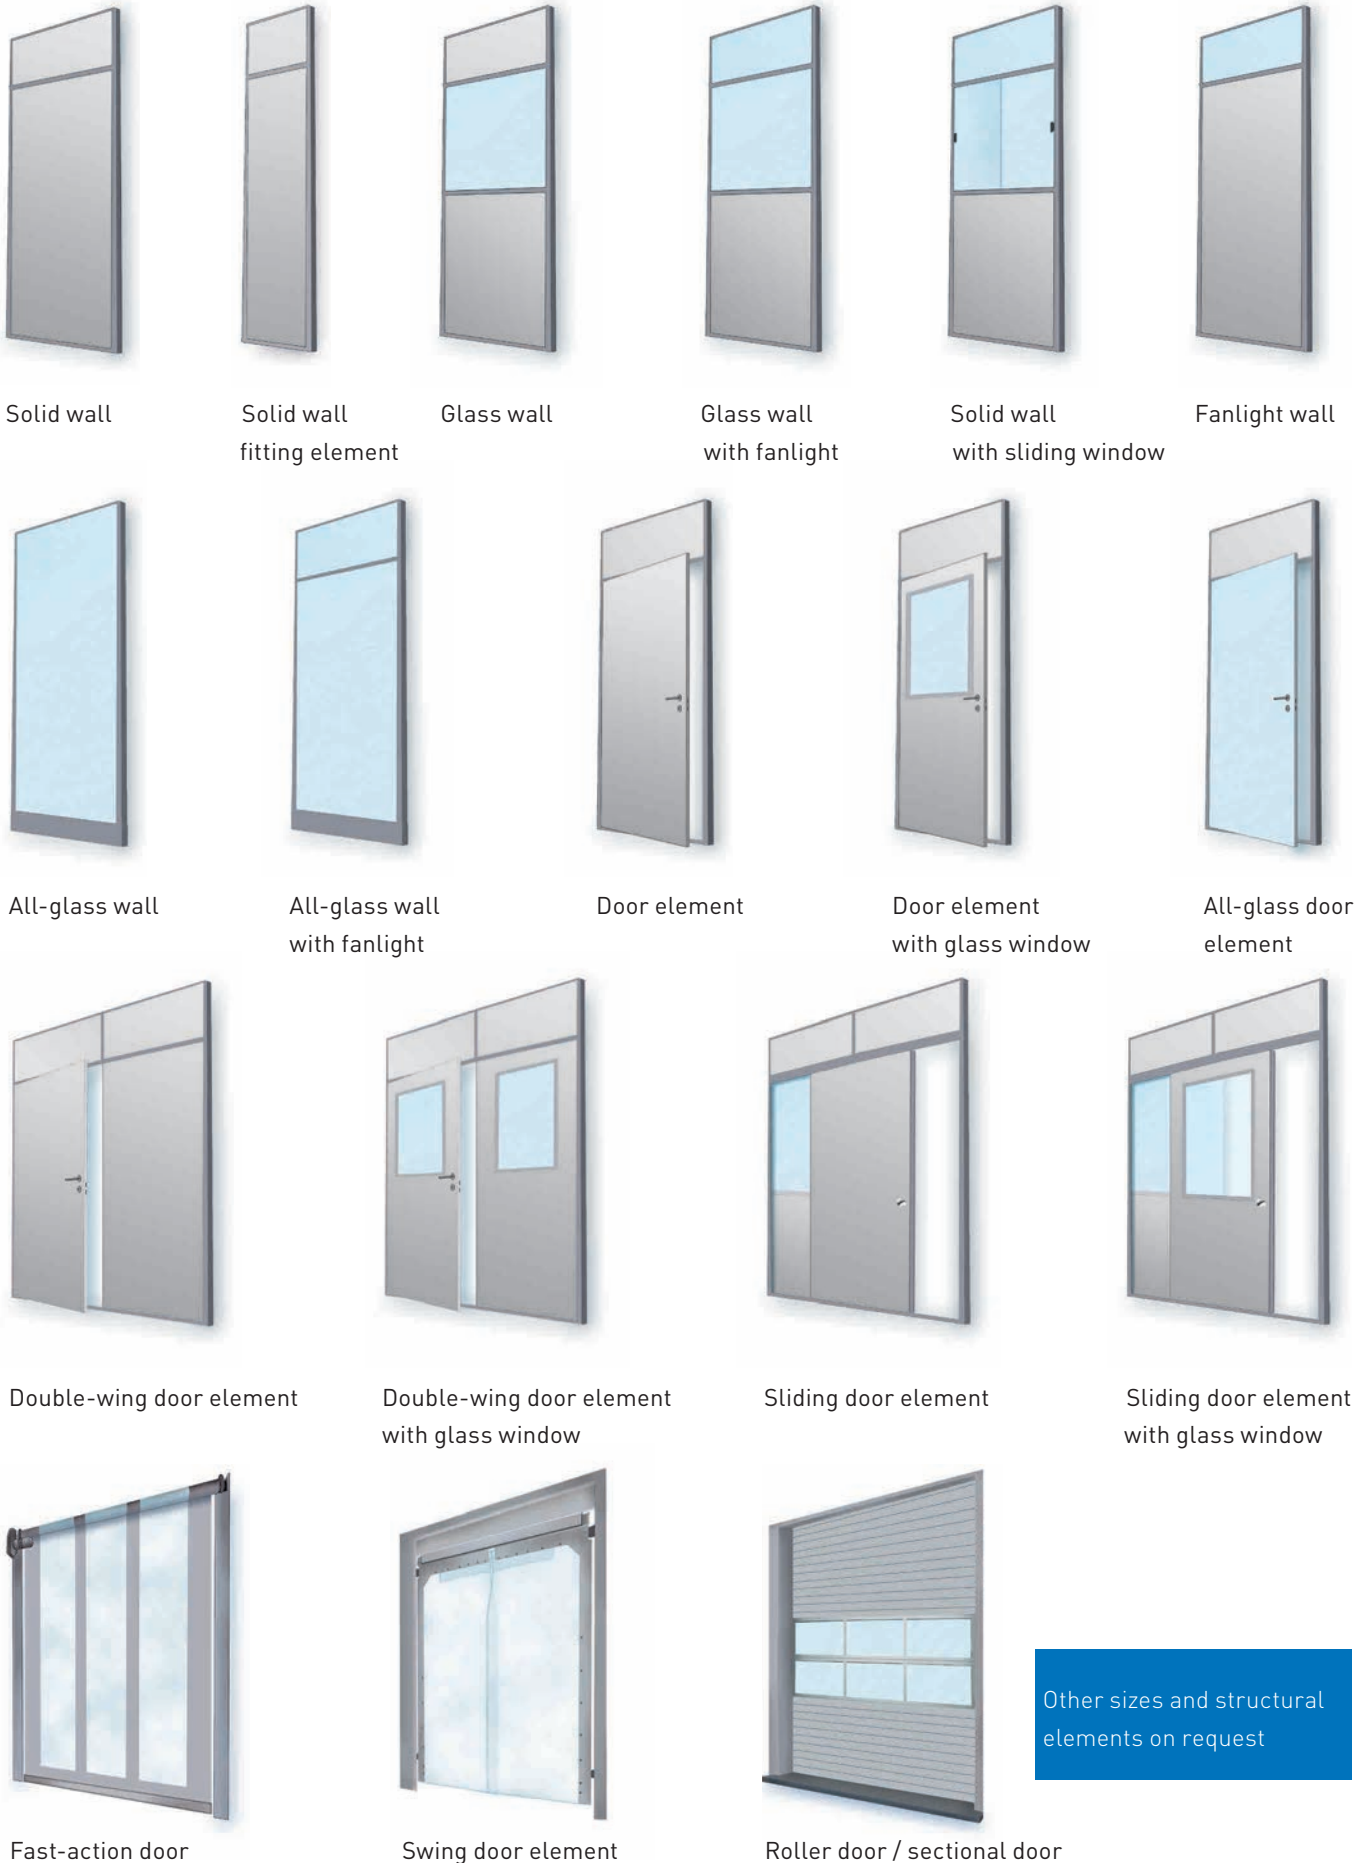 Solid wall
Solid wall
fitting element
Glass wall
Glass wall
with fanlight
Solid wall
with sliding window
Fanlight wall
All-glass wall
All-glass wall
with fanlight
Door element
Door element
with glass window
All-glass door
element
Double-wing door element
Double-wing door element
with glass window
Sliding door element
Sliding door element
with glass window
Other sizes and structural
elements on request
Fast-action door
Swing door element
Roller door / sectional door